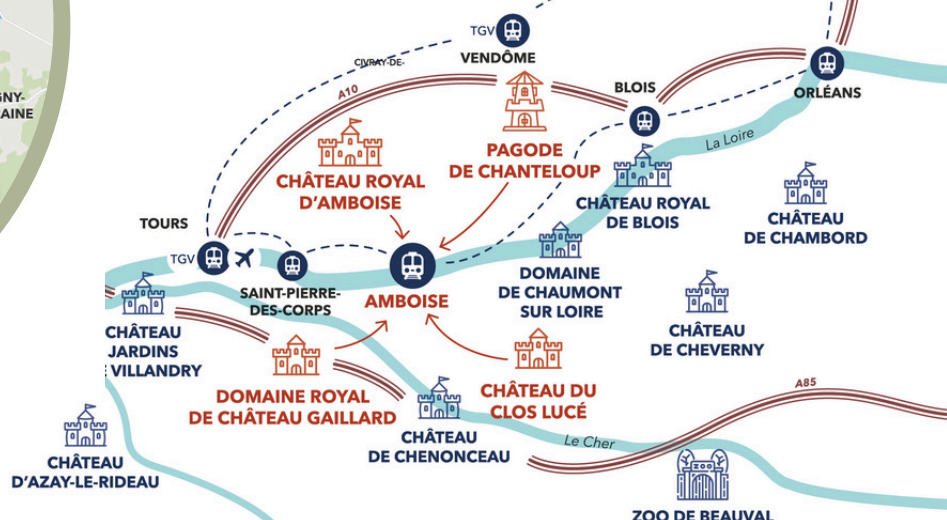 TGV
VENDÔME
CIVRAY-DE-
A10
BLOIS
ORLÉANS
GNY-
AINE
La Loire
PAGODE
DE CHANTELOUP
CHÂTEAU ROYAL
D'AMBOISE
CHÂTEAU ROYAL
DE BLOIS
CHÂTEAU
DE CHAMBORD
TOURS
TGV
SAINT-PIERRE-
DES-CORPS
AMBOISE
DOMAINE
DE CHAUMONT
SUR LOIRE
CHÂTEAU
DE CHEVERNY
CHÂTEAU
JARDINS
VILLANDRY
DOMAINE ROYAL
DE CHÂTEAU GAILLARD
CHÂTEAU DU
CLOS LUCÉ
A85
CHÂTEAU
DE CHENONCEAU
Le Cher
CHÂTEAU
D'AZAY-LE-RIDEAU
ZOO
ZOO DE BEAUVAL